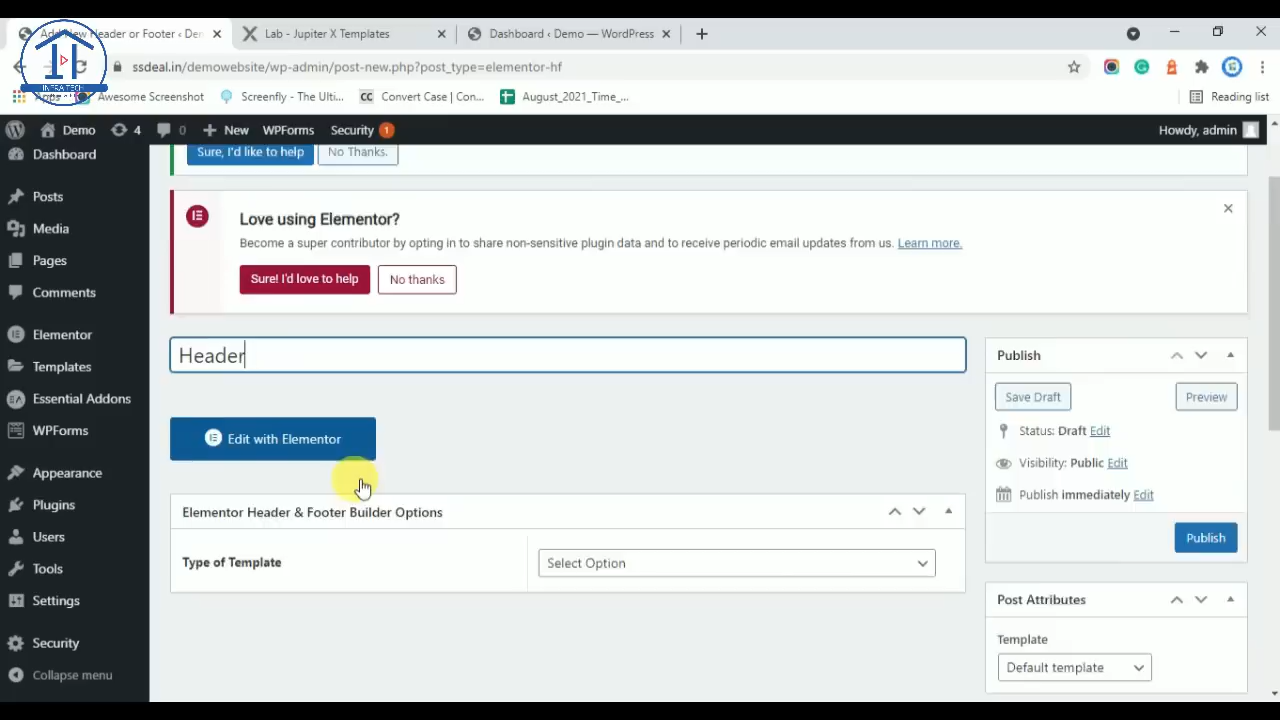 Add New Header or Footer ‹ Den
Lab - Jupiter X Templates
Dashboard ‹ Demo — WordPress
ssdeal.in/demowebsite/wp-admin/post-new.php?post_type=elementor-hf
INFRA TECH
Apps
Awesome Screenshot
Screenfly - The Ulti...
CC Convert Case | Con...
August_2021_Time_...
Reading list
Demo
4
0
New
WPForms
Security 1
Howdy, admin
Dashboard
Posts
Media
Pages
Comments
Elementor
Templates
Essential Addons
WPForms
Appearance
Plugins
Users
Tools
Settings
Security
Collapse menu
Sure, I'd like to help
No Thanks.
Love using Elementor?
Become a super contributor by opting in to share non-sensitive plugin data and to receive periodic email updates from us. Learn more.
Sure! I'd love to help
No thanks
Header
Edit with Elementor
Elementor Header & Footer Builder Options
Type of Template
Select Option
Publish
Save Draft
Preview
Status: Draft Edit
Visibility: Public Edit
Publish immediately Edit
Publish
Post Attributes
Template
Default template